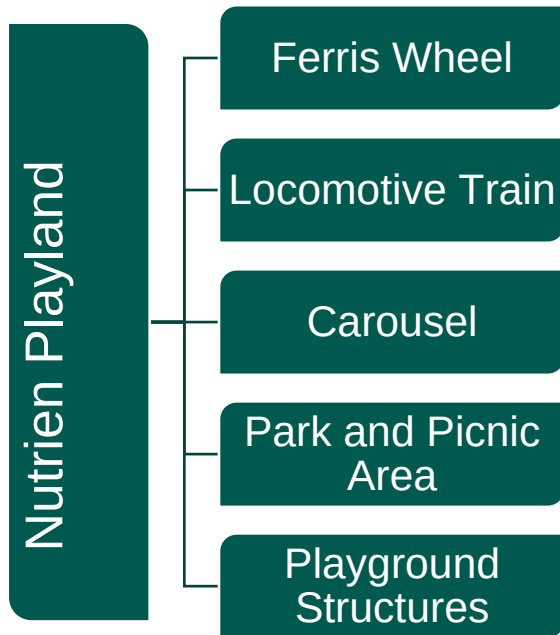 Nutrien Playland
Ferris Wheel
Locomotive Train
Carousel
Park and Picnic
Area
Playground
Structures